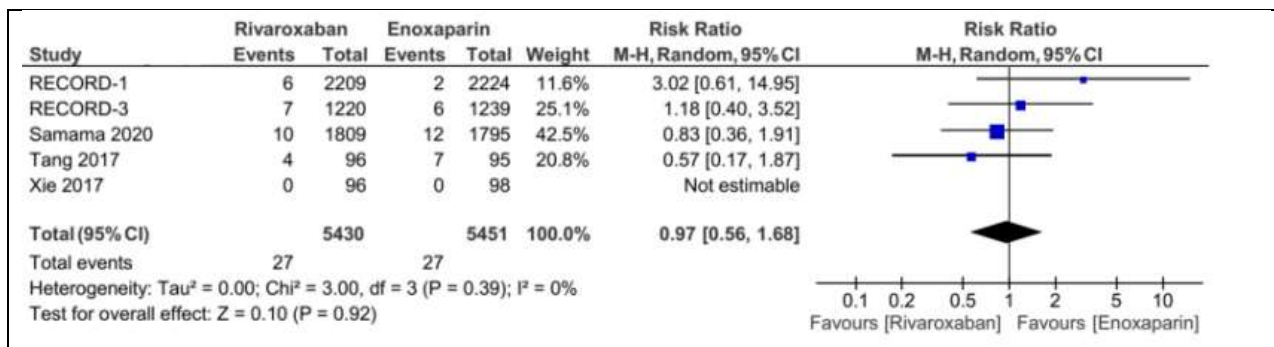 Rivaroxaban Enoxaparin Risk Ratio Risk Ratio
Study Events Total Events Total Weight M-H, Random, 95% CI M-H, Random, 95% CI
RECORD-1 6 2209 2 2224 11.6% 3.02 [0.61, 14.95]
RECORD-3 7 1220 6 1239 25.1% 1.18 [0.40, 3.52]
Samama 2020 10 1809 12 1795 42.5% 0.83 [0.36, 1.91]
Tang 2017 4 96 7 95 20.8% 0.57 [0.17, 1.87]
Xie 2017 0 96 0 98 Not estimable
Total (95% CI) 5430 5451 100.0% 0.97 [0.56, 1.68]
Total events 27 27
Heterogeneity: Tau² = 0.00; Chi² = 3.00, df = 3 (P = 0.39); I² = 0%
Test for overall effect: Z = 0.10 (P = 0.92)
0.1 0.2 0.5 1 2 5 10
Favours [Rivaroxaban] Favours [Enoxaparin]